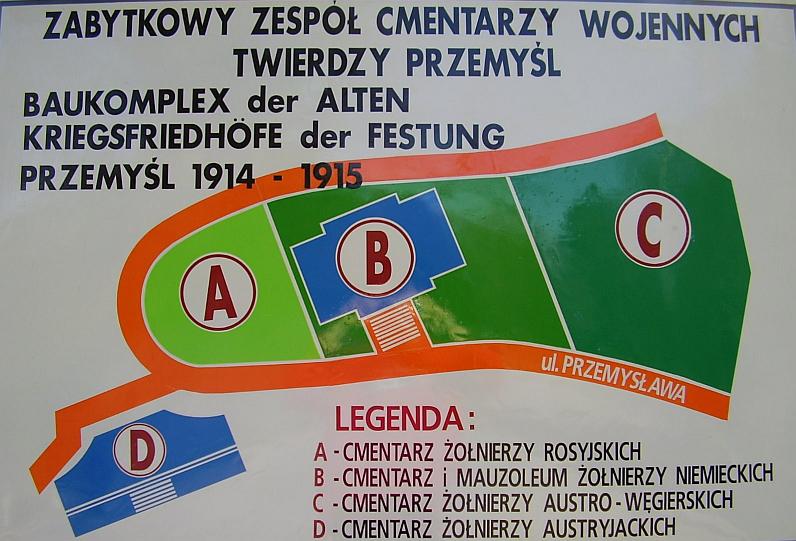 ZABYTKOWY ZESPÓŁ CMENTARZY WOJENNYCH
TWIERDZY PRZEMYŚL
BAUKOMPLEX der ALTEN
KRIEGSFRIEDHÖFE der FESTUNG
PRZEMYŚL 1914 - 1915
A
B
C
ul. PRZEMYSŁAWA
D
LEGENDA:
A - CMENTARZ ŻOŁNIERZY ROSYJSKICH
B - CMENTARZ i MAUZOLEUM ŻOŁNIERZY NIEMIECKICH
C - CMENTARZ ŻOŁNIERZY AUSTRO - WĘGIERSKICH
D - CMENTARZ ŻOŁNIERZY AUSTRYJACKICH